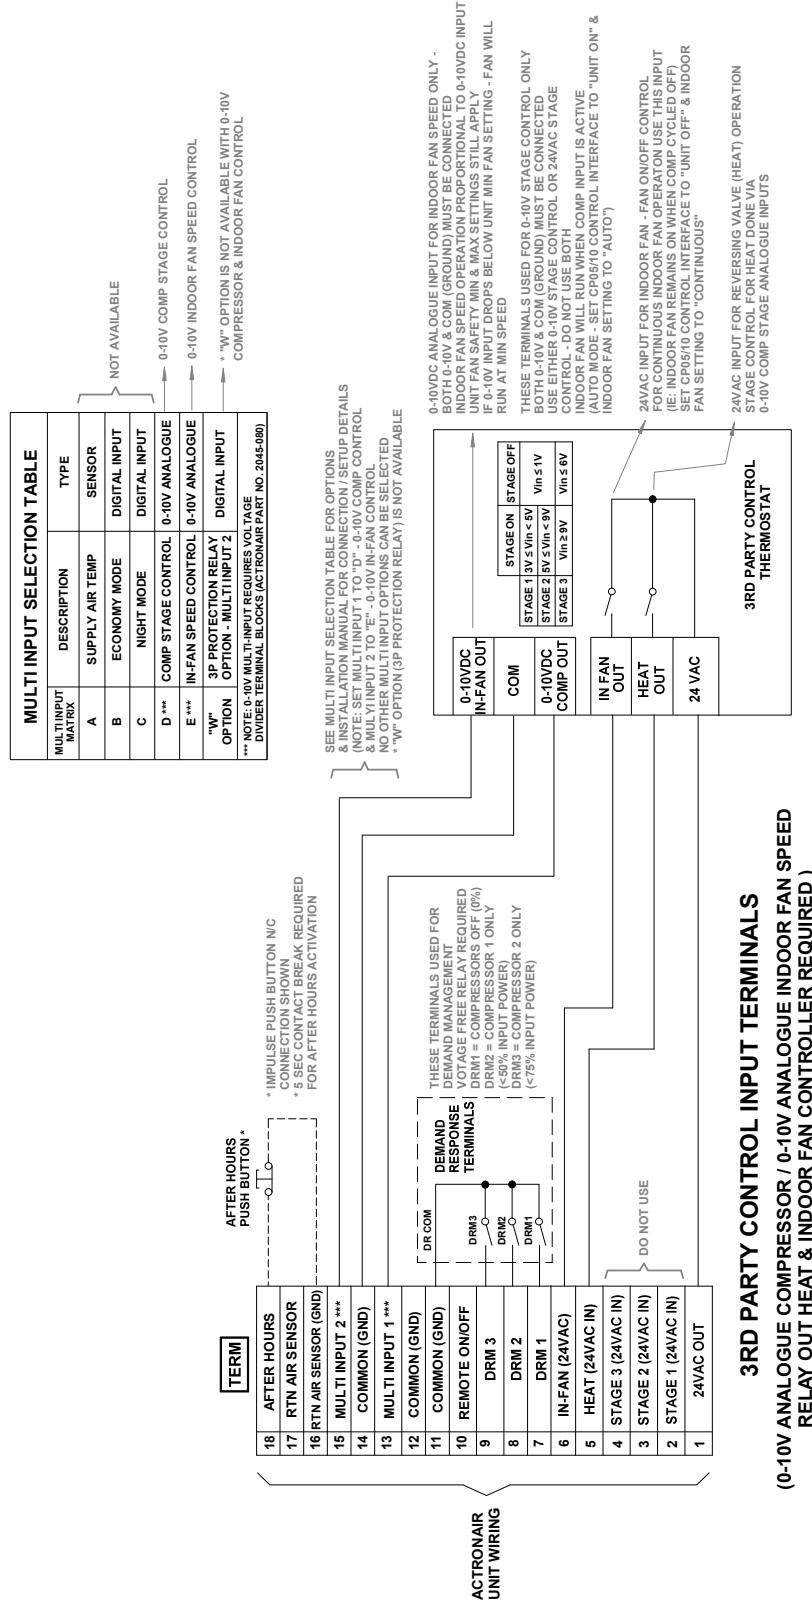 MULTI INPUT SELECTION TABLE
MULTI INPUT MATRIX
DESCRIPTION
TYPE
A
SUPPLY AIR TEMP
SENSOR
B
ECONOMY MODE
DIGITAL INPUT
C
NIGHT MODE
DIGITAL INPUT
D ***
COMP STAGE CONTROL
0-10V ANALOGUE
E ***
IN-FAN SPEED CONTROL
0-10V ANALOGUE
"W" OPTION
3P PROTECTION RELAY
OPTION - MULTI INPUT 2
DIGITAL INPUT
*** NOTE: 0-10V MULTI-INPUT REQUIRES VOLTAGE
DIVIDER TERMINAL BLOCKS (ACTRONAIR PART NO. 2045-080)
NOT AVAILABLE
0-10V COMP STAGE CONTROL
0-10V INDOOR FAN SPEED CONTROL
* "W" OPTION IS NOT AVAILABLE WITH 0-10V
COMPRESSOR & INDOOR FAN CONTROL
AFTER HOURS
PUSH BUTTON *
* IMPULSE PUSH BUTTON N/C
CONNECTION SHOWN
* 5 SEC CONTACT BREAK REQUIRED
FOR AFTER HOURS ACTIVATION
SEE MULTI INPUT SELECTION TABLE FOR OPTIONS
& INSTALLATION MANUAL FOR CONNECTION / SETUP DETAILS
(NOTE: SET MULTI INPUT 1 TO "D" - 0-10V COMP CONTROL
& MULYI INPUT 2 TO "E" - 0-10V IN-FAN CONTROL
NO OTHER MULTI INPUT OPTIONS CAN BE SELECTED
* "W" OPTION (3P PROTECTION RELAY) IS NOT AVAILABLE
TERM
18 AFTER HOURS
17 RTN AIR SENSOR
16 RTN AIR SENSOR (GND)
15 MULTI INPUT 2 ***
14 COMMON (GND)
13 MULTI INPUT 1 ***
12 COMMON (GND)
11 COMMON (GND)
10 REMOTE ON/OFF
9 DRM 3
8 DRM 2
7 DRM 1
6 IN-FAN (24VAC)
5 HEAT (24VAC IN)
4 STAGE 3 (24VAC IN)
3 STAGE 2 (24VAC IN)
2 STAGE 1 (24VAC IN)
1 24VAC OUT
ACTRONAIR
UNIT WIRING
DO NOT USE
DR COM
DRM3
DRM2
DRM1
DEMAND
RESPONSE
TERMINALS
THESE TERMINALS USED FOR
DEMAND MANAGEMENT
VOTAGE FREE RELAY REQUIRED
DRM1 = COMPRESSORS OFF (0%)
DRM2 = COMPRESSOR 1 ONLY
(<50% INPUT POWER)
DRM3 = COMPRESSOR 2 ONLY
(<75% INPUT POWER)
0-10VDC
IN-FAN OUT
COM
0-10VDC
COMP OUT
IN FAN
OUT
HEAT
OUT
24 VAC
STAGE ON
STAGE OFF
STAGE 1
3V ≤ Vin < 5V
Vin ≤ 1V
STAGE 2
5V ≤ Vin < 9V
STAGE 3
Vin ≥ 9V
Vin ≤ 6V
3RD PARTY CONTROL
THERMOSTAT
0-10VDC ANALOGUE INPUT FOR INDOOR FAN SPEED ONLY -
BOTH 0-10V & COM (GROUND) MUST BE CONNECTED
INDOOR FAN SPEED OPERATION PROPORTIONAL TO 0-10VDC INPUT
UNIT FAN SAFETY MIN & MAX SETTINGS STILL APPLY
IF 0-10V INPUT DROPS BELOW UNIT MIN FAN SETTING - FAN WILL
RUN AT MIN SPEED
THESE TERMINALS USED FOR 0-10V STAGE CONTROL ONLY
BOTH 0-10V & COM (GROUND) MUST BE CONNECTED
USE EITHER 0-10V STAGE CONTROL OR 24VAC STAGE
CONTROL - DO NOT USE BOTH
INDOOR FAN WILL RUN WHEN COMP INPUT IS ACTIVE
(AUTO MODE - SET CP05/10 CONTROL INTERFACE TO "UNIT ON" &
INDOOR FAN SETTING TO "AUTO")
24VAC INPUT FOR INDOOR FAN - FAN ON/OFF CONTROL
FOR CONTINUOUS INDOOR FAN OPERATON USE THIS INPUT
(IE: INDOOR FAN REMAINS ON WHEN COMP CYCLED OFF)
SET CP05/10 CONTROL INTERFACE TO "UNIT OFF" & INDOOR
FAN SETTING TO "CONTINUOUS"
24VAC INPUT FOR REVERSING VALVE (HEAT) OPERATION
STAGE CONTROL FOR HEAT DONE VIA
0-10V COMP STAGE ANALOGUE INPUTS
3RD PARTY CONTROL INPUT TERMINALS
(0-10V ANALOGUE COMPRESSOR / 0-10V ANALOGUE INDOOR FAN SPEED
RELAY OUT HEAT & INDOOR FAN CONTROLLER REQUIRED )